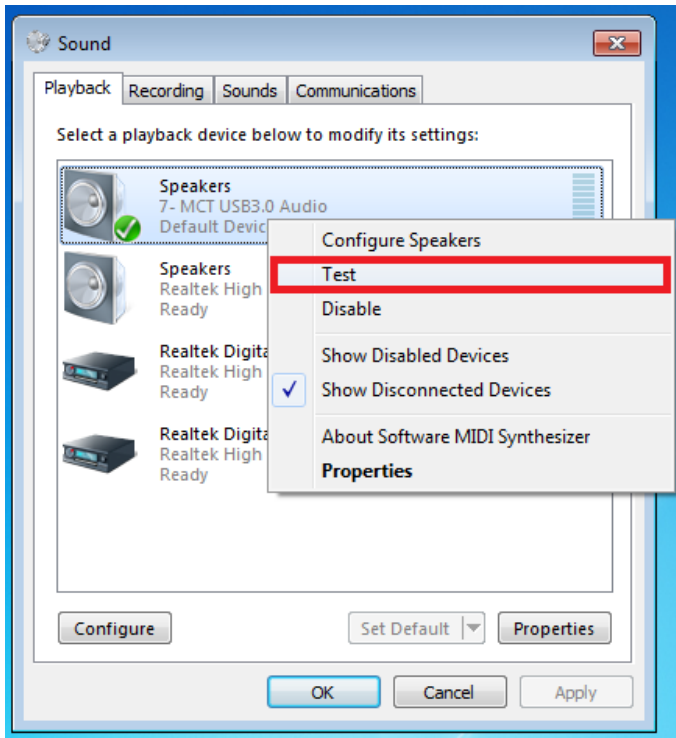 Sound
Playback Recording Sounds Communications
Select a playback device below to modify its settings:
Speakers
7- MCT USB3.0 Audio
Default Devic
Configure Speakers
Speakers
Test
Realtek High
Ready
Disable
Realtek Digita
Show Disabled Devices
Realtek High
Ready
Show Disconnected Devices
Realtek Digita
About Software MIDI Synthesizer
Realtek High
Ready
Properties
Configure Set Default Properties
OK Cancel Apply